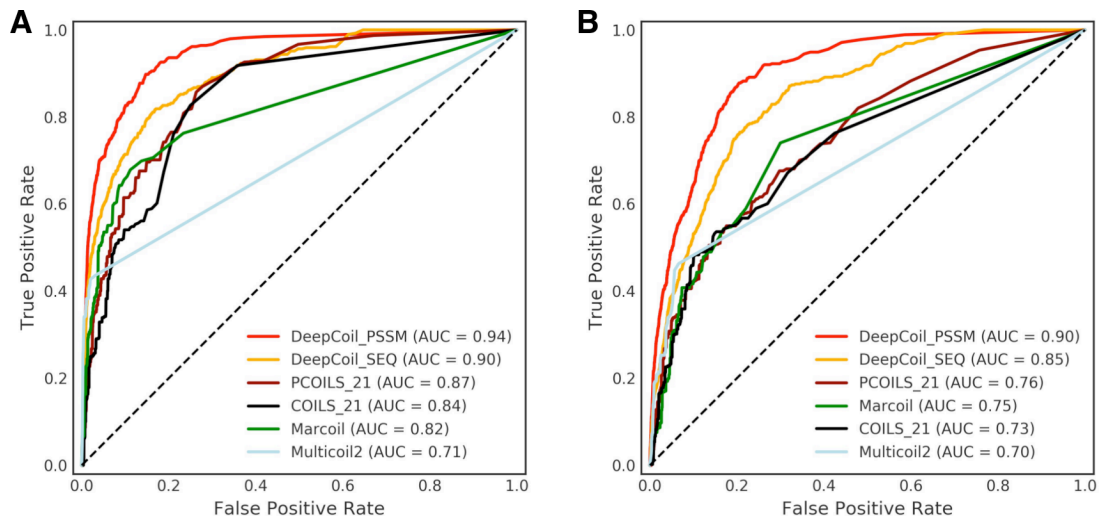 A
True Positive Rate
1.0
0.8
0.6
0.4
0.2
0.0
DeepCoil_PSSM (AUC = 0.94)
DeepCoil_SEQ (AUC = 0.90)
PCOILS_21 (AUC = 0.87)
COILS_21 (AUC = 0.84)
Marcoil (AUC = 0.82)
Multicoil2 (AUC = 0.71)
0.0 0.2 0.4 0.6 0.8 1.0
False Positive Rate
B
True Positive Rate
1.0
0.8
0.6
0.4
0.2
0.0
DeepCoil_PSSM (AUC = 0.90)
DeepCoil_SEQ (AUC = 0.85)
PCOILS_21 (AUC = 0.76)
Marcoil (AUC = 0.75)
COILS_21 (AUC = 0.73)
Multicoil2 (AUC = 0.70)
0.0 0.2 0.4 0.6 0.8 1.0
False Positive Rate